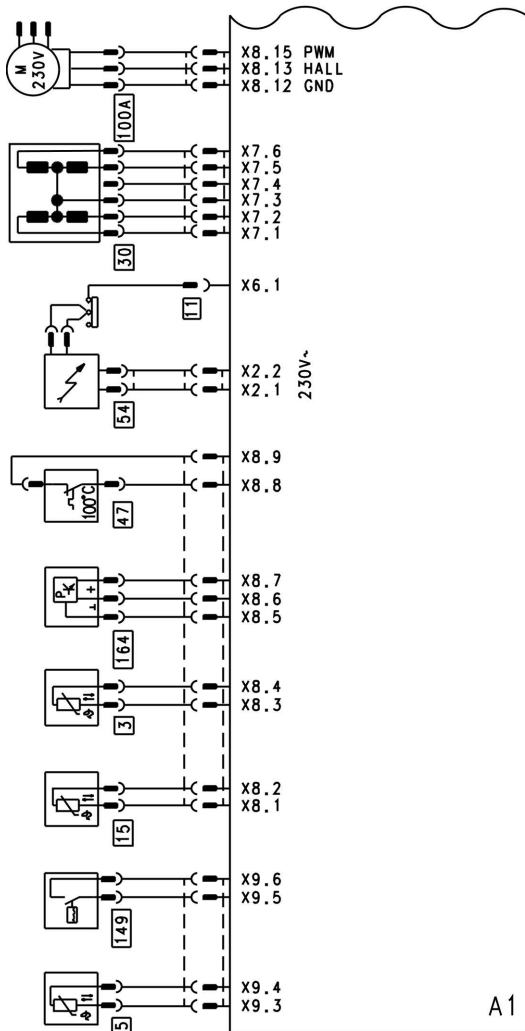 M
230V
X8.15 PWM
X8.13 HALL
X8.12 GND
100A
X7.6
X7.5
X7.4
X7.3
X7.2
X7.1
30
X6.1
11
X2.2
X2.1
230V~
54
X8.9
X8.8
100°C
47
X8.7
X8.6
X8.5
P
+
164
X8.4
X8.3
3
X8.2
X8.1
15
X9.6
X9.5
149
X9.4
X9.3
5
A1